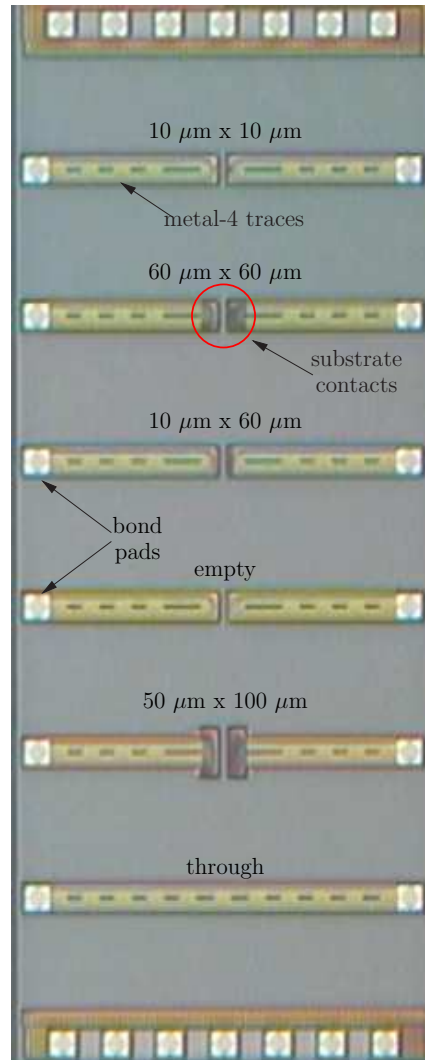 10 μm x 10 μm
metal-4 traces
60 μm x 60 μm
substrate
contacts
10 μm x 60 μm
bond
pads
empty
50 μm x 100 μm
through